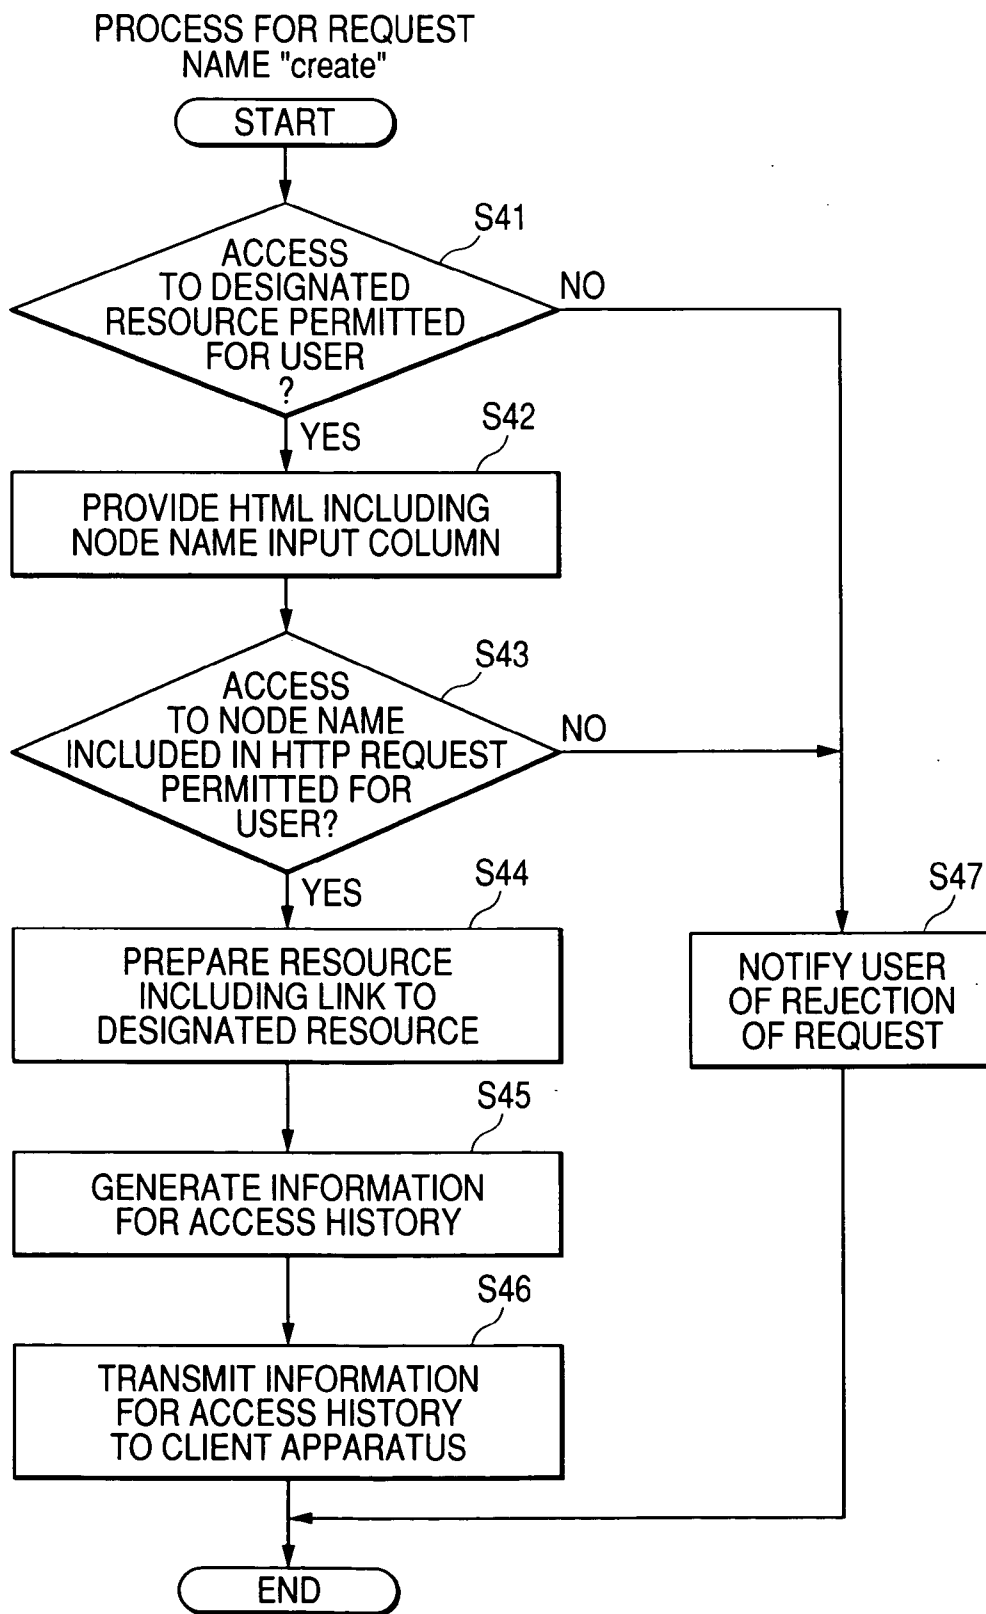 PROCESS FOR REQUEST
NAME "create"
START
S41
ACCESS
TO DESIGNATED
RESOURCE PERMITTED
FOR USER
?
NO
YES
S42
PROVIDE HTML INCLUDING
NODE NAME INPUT COLUMN
S43
ACCESS
TO NODE NAME
INCLUDED IN HTTP REQUEST
PERMITTED FOR
USER?
NO
YES
S44
PREPARE RESOURCE
INCLUDING LINK TO
DESIGNATED RESOURCE
S47
NOTIFY USER
OF REJECTION
OF REQUEST
S45
GENERATE INFORMATION
FOR ACCESS HISTORY
S46
TRANSMIT INFORMATION
FOR ACCESS HISTORY
TO CLIENT APPARATUS
END